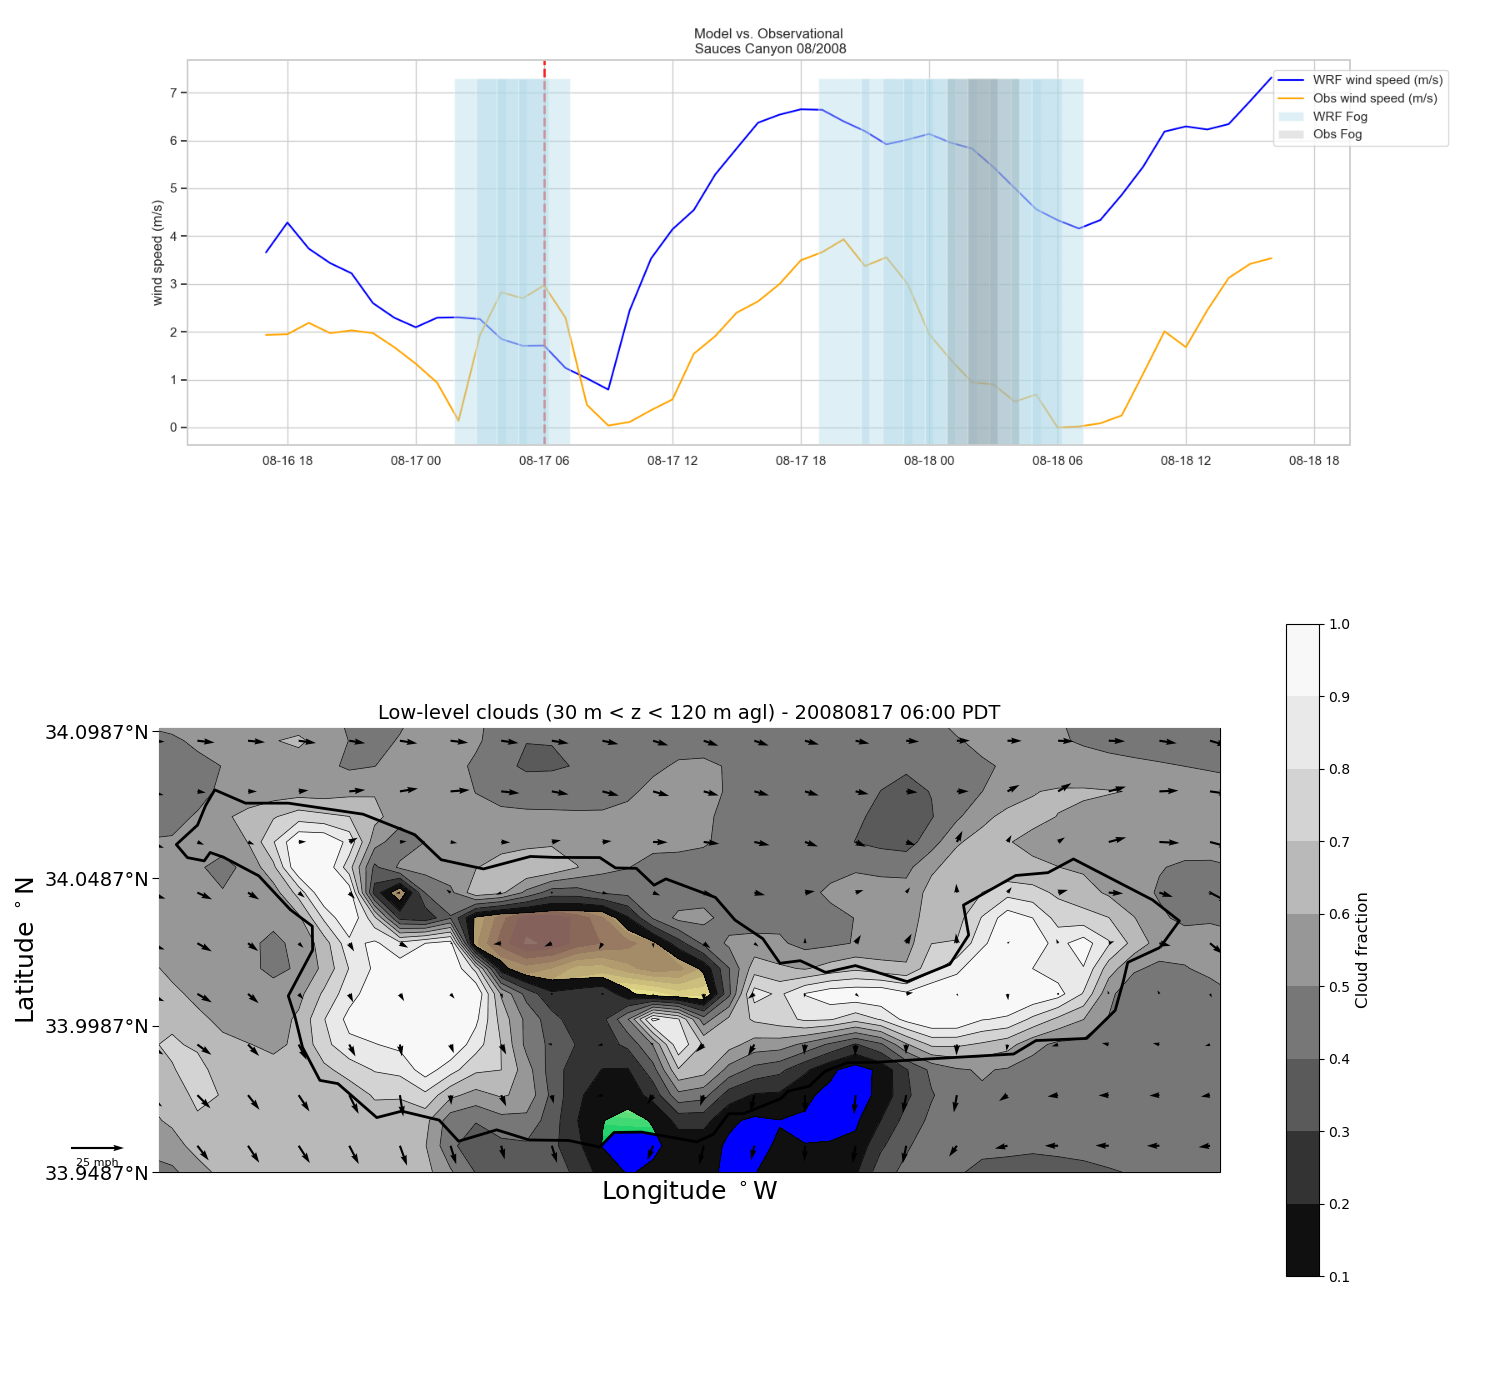 Model vs. Observational
Sauces Canyon 08/2008
7
6
5
4
3
2
1
0
wind speed (m/s)
WRF wind speed (m/s)
Obs wind speed (m/s)
WRF Fog
Obs Fog
08-16 18
08-17 00
08-17 06
08-17 12
08-17 18
08-18 00
08-18 06
08-18 12
08-18 18
Low-level clouds (30 m < z < 120 m agl) - 20080817 06:00 PDT
34.0987°N
34.0487°N
33.9987°N
33.9487°N
Latitude °N
25 mph
Longitude °W
1.0
0.9
0.8
0.7
0.6
0.5
0.4
0.3
0.2
0.1
Cloud fraction